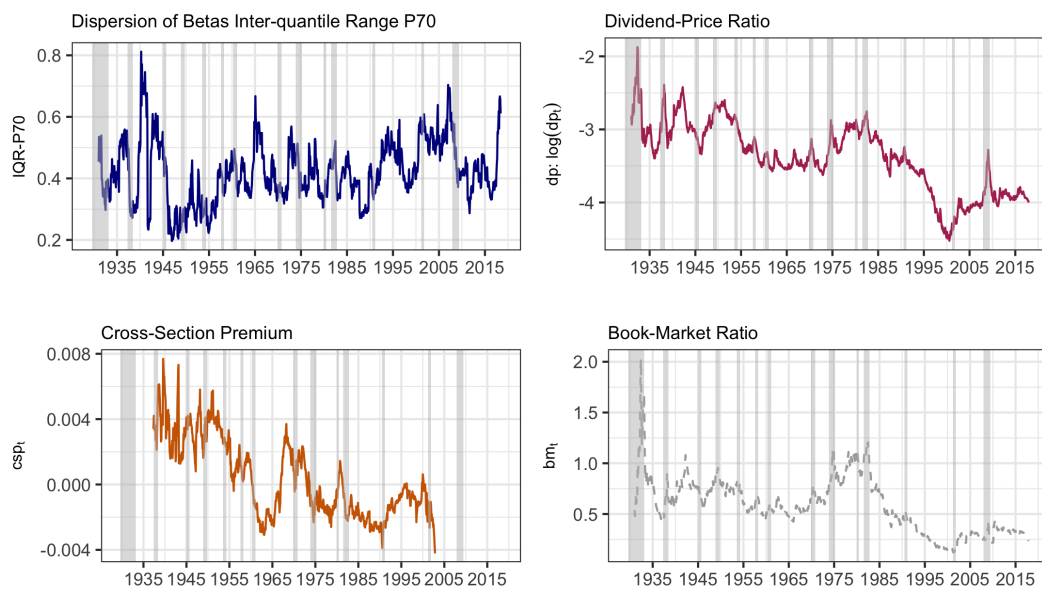 Dispersion of Betas Inter-quantile Range P70
IQR-P70
0.8
0.6
0.4
0.2
1935 1945 1955 1965 1975 1985 1995 2005 2015
Dividend-Price Ratio
dp: log(dpt)
-2
-3
-4
1935 1945 1955 1965 1975 1985 1995 2005 2015
Cross-Section Premium
cspt
0.008
0.004
0.000
-0.004
1935 1945 1955 1965 1975 1985 1995 2005 2015
Book-Market Ratio
bmt
2.0
1.5
1.0
0.5
1935 1945 1955 1965 1975 1985 1995 2005 2015